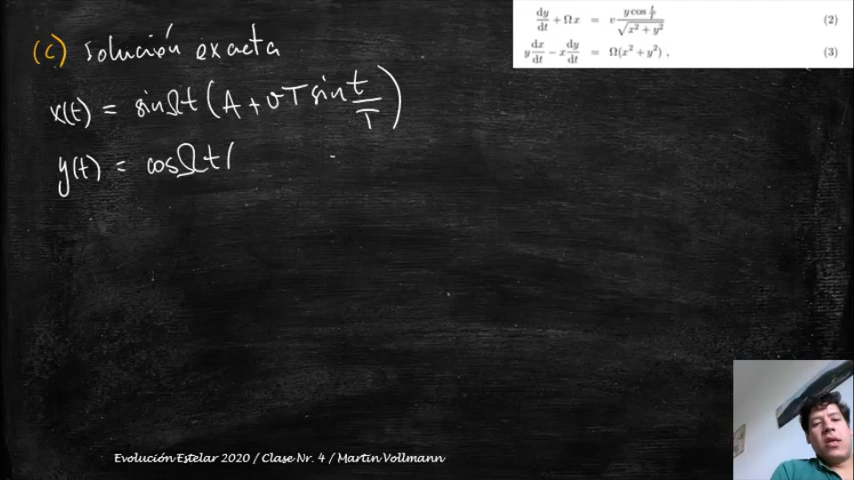 (c) solución exacta
x(t) = sinΩt (A + vT sin t/T)
y(t) = cosΩt (
dy/dt + Ωx = v y cos t/T / √(x² + y²) (2)
y dx/dt − x dy/dt = Ω(x² + y²) , (3)
Evolución Estelar 2020 / Clase Nr. 4 / Martin Vollmann